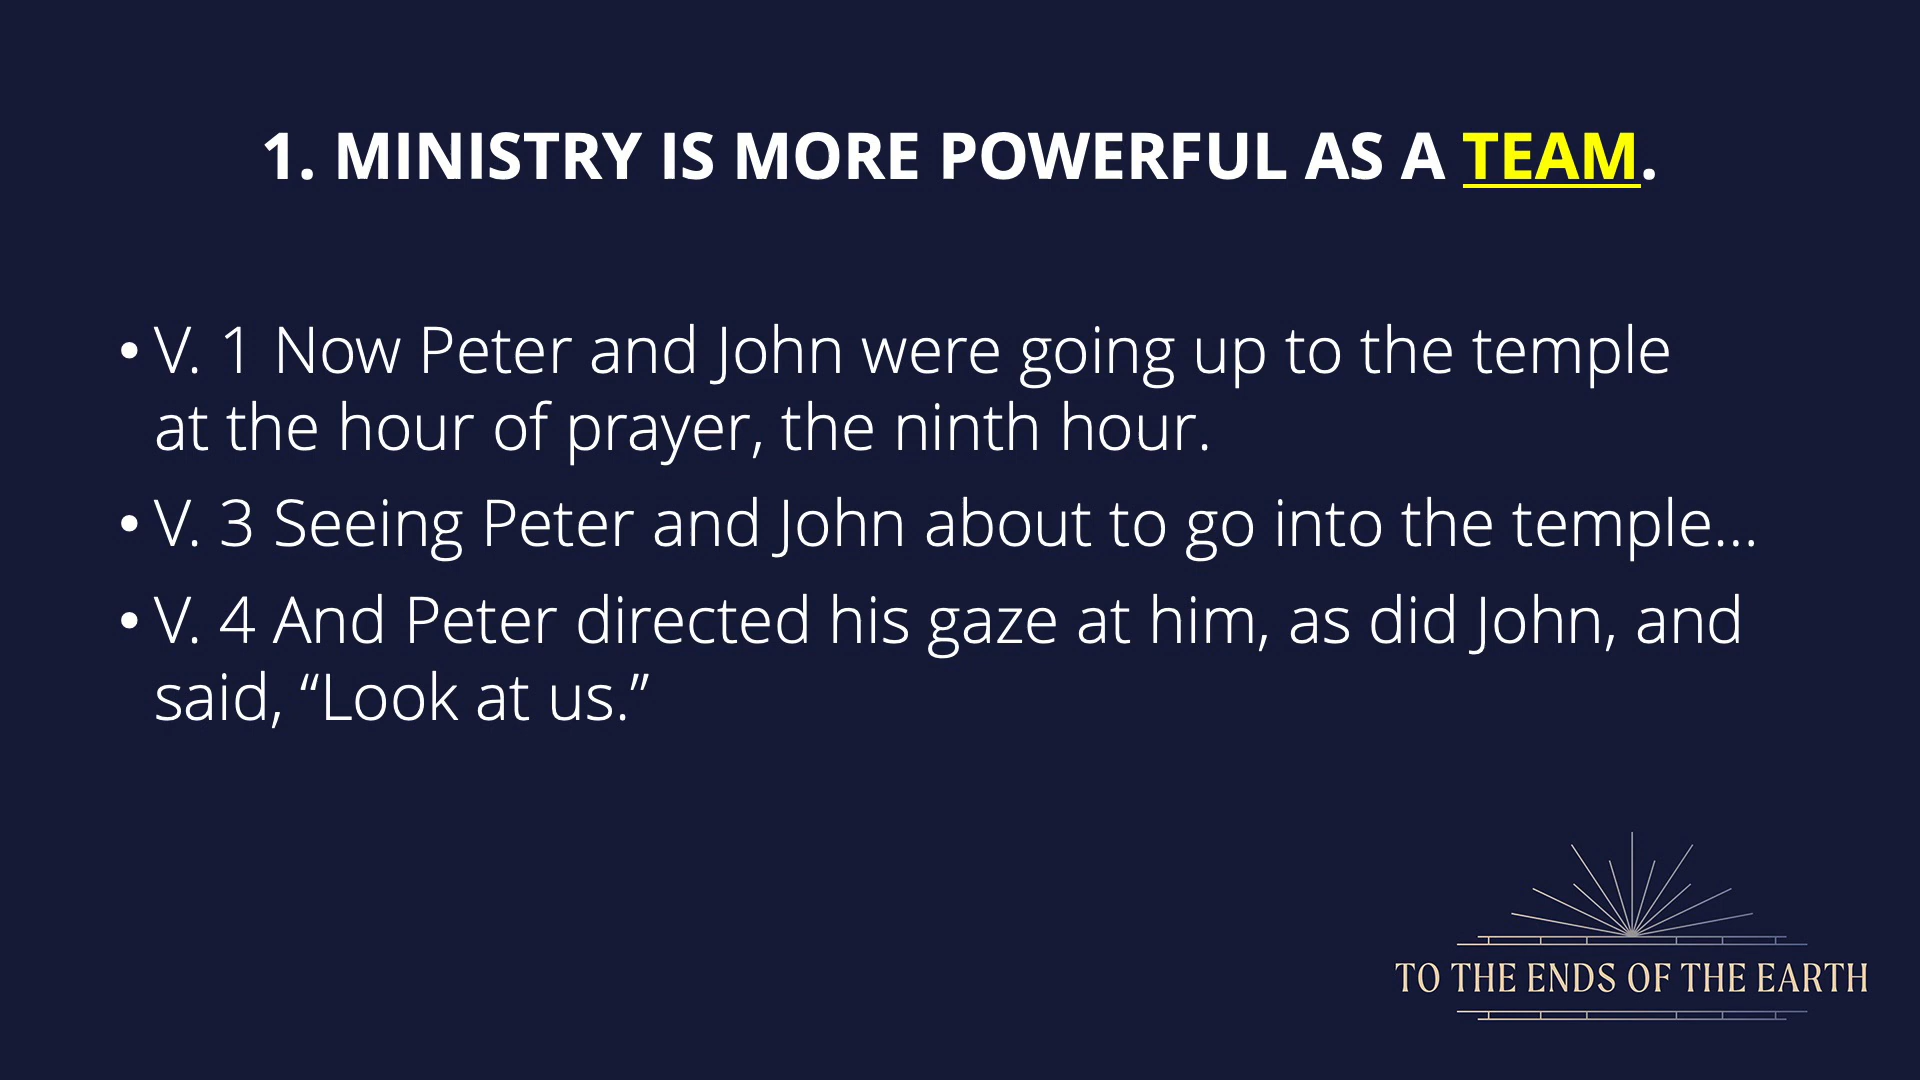 1. MINISTRY IS MORE POWERFUL AS A TEAM.
• V. 1 Now Peter and John were going up to the temple
at the hour of prayer, the ninth hour.
• V. 3 Seeing Peter and John about to go into the temple…
• V. 4 And Peter directed his gaze at him, as did John, and
said, “Look at us.”
TO THE ENDS OF THE EARTH